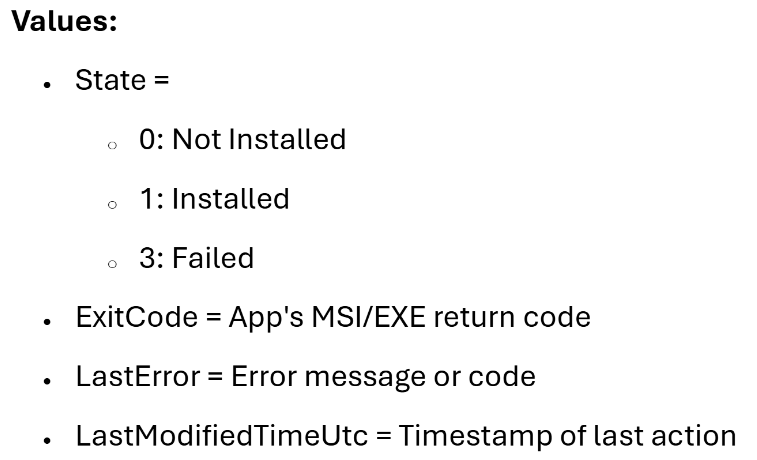 Values:
• State =
○ 0: Not Installed
○ 1: Installed
○ 3: Failed
• ExitCode = App's MSI/EXE return code
• LastError = Error message or code
• LastModifiedTimeUtc = Timestamp of last action